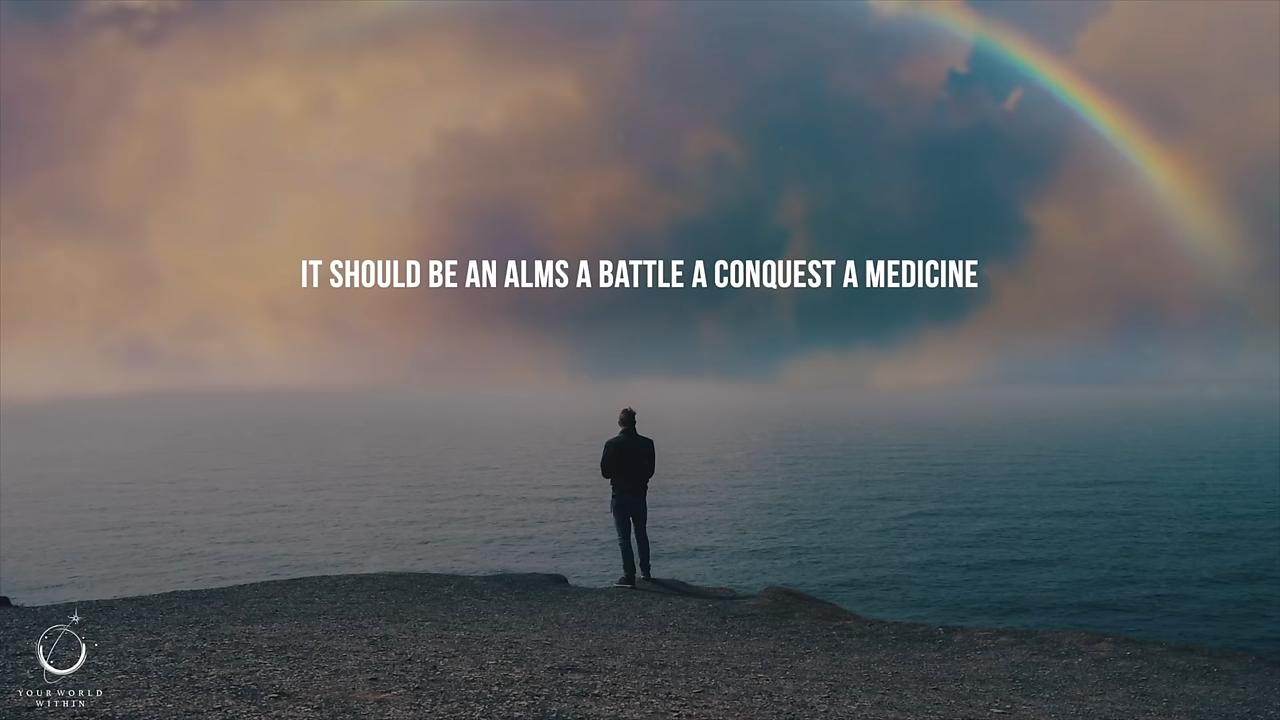 IT SHOULD BE AN ALMS A BATTLE A CONQUEST A MEDICINE
YOUR WORLD
WITHIN